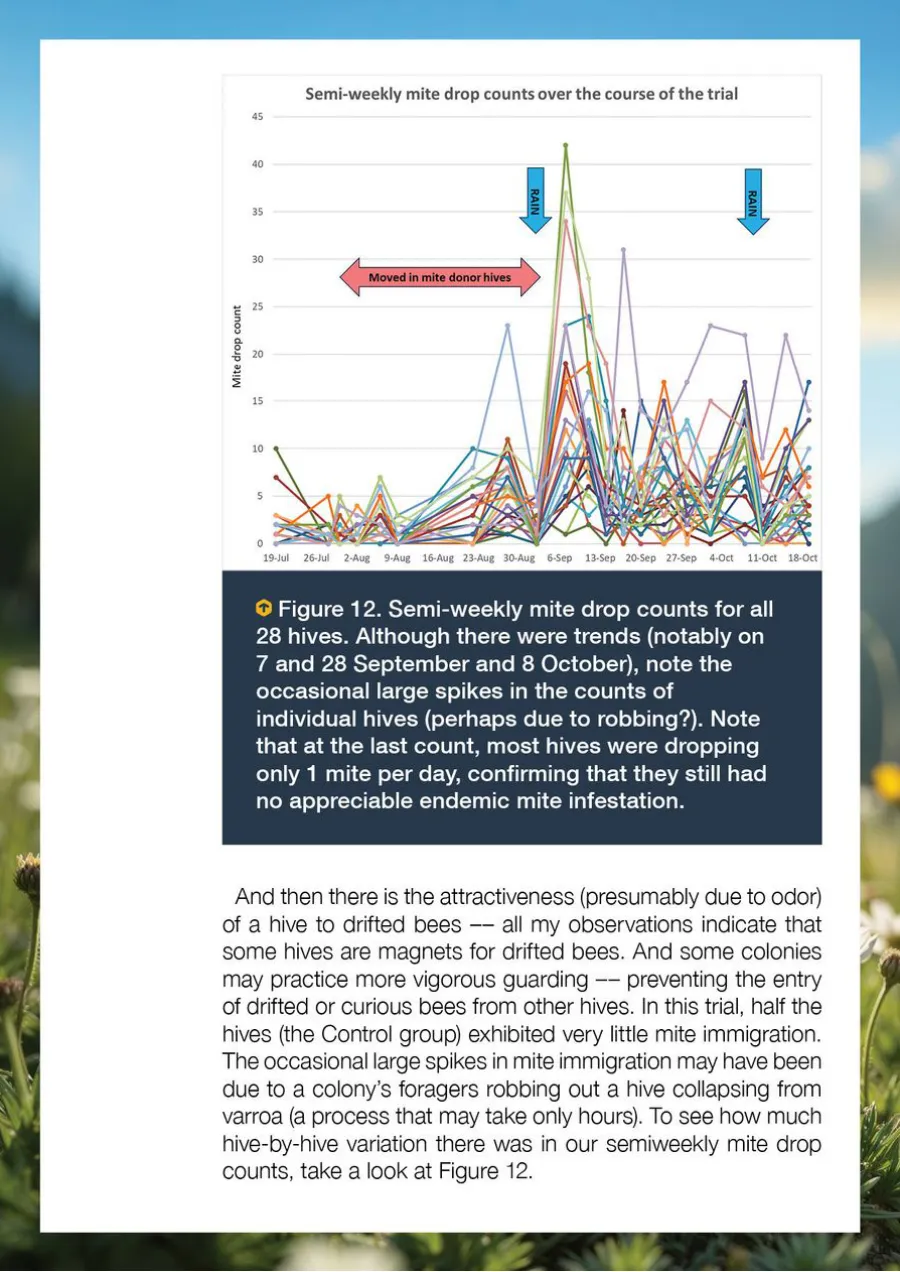 Semi-weekly mite drop counts over the course of the trial
45
40
35
30
25
20
15
10
5
0
Mite drop count
RAIN
RAIN
Moved in mite donor hives
19-Jul 26-Jul 2-Aug 9-Aug 16-Aug 23-Aug 30-Aug 6-Sep 13-Sep 20-Sep 27-Sep 4-Oct 11-Oct 18-Oct
Figure 12. Semi-weekly mite drop counts for all
28 hives. Although there were trends (notably on
7 and 28 September and 8 October), note the
occasional large spikes in the counts of
individual hives (perhaps due to robbing?). Note
that at the last count, most hives were dropping
only 1 mite per day, confirming that they still had
no appreciable endemic mite infestation.
And then there is the attractiveness (presumably due to odor)
of a hive to drifted bees –– all my observations indicate that
some hives are magnets for drifted bees. And some colonies
may practice more vigorous guarding –– preventing the entry
of drifted or curious bees from other hives. In this trial, half the
hives (the Control group) exhibited very little mite immigration.
The occasional large spikes in mite immigration may have been
due to a colony’s foragers robbing out a hive collapsing from
varroa (a process that may take only hours). To see how much
hive-by-hive variation there was in our semiweekly mite drop
counts, take a look at Figure 12.